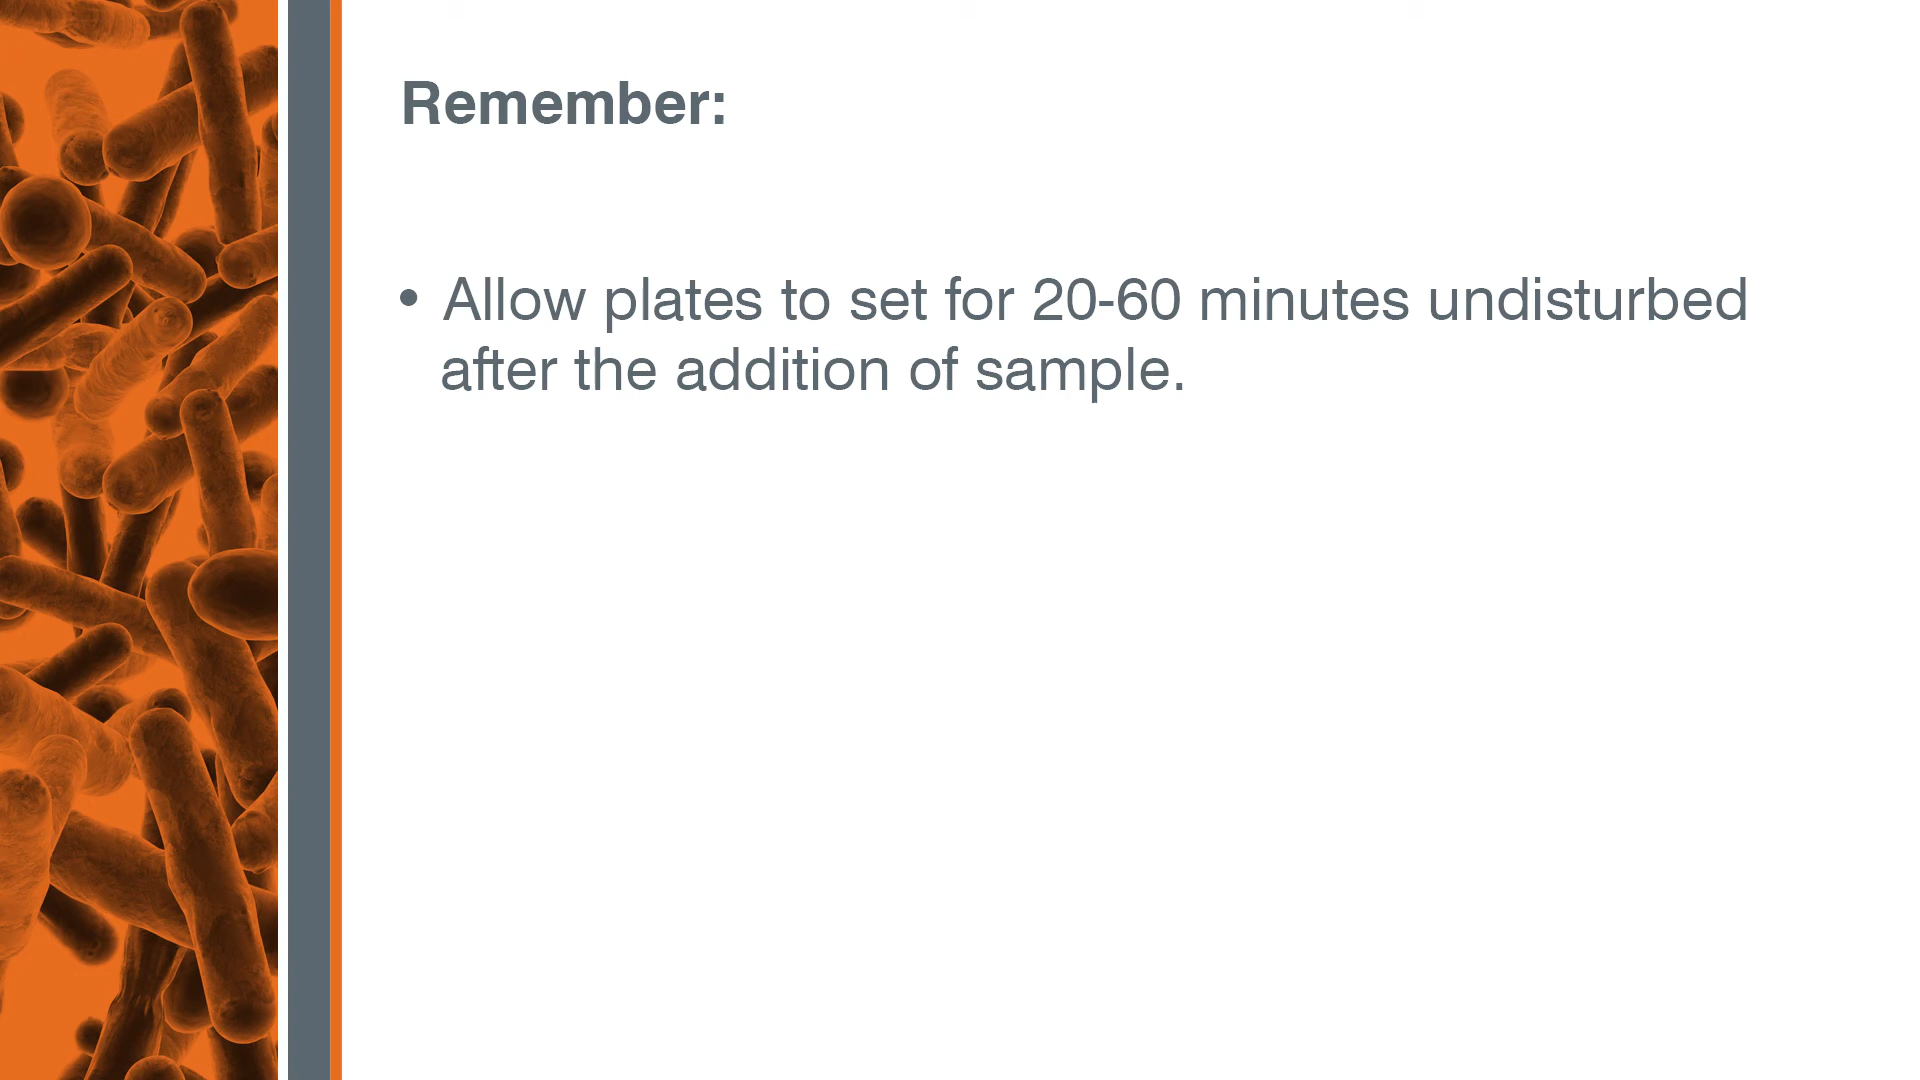 Remember:
• Allow plates to set for 20-60 minutes undisturbed
after the addition of sample.